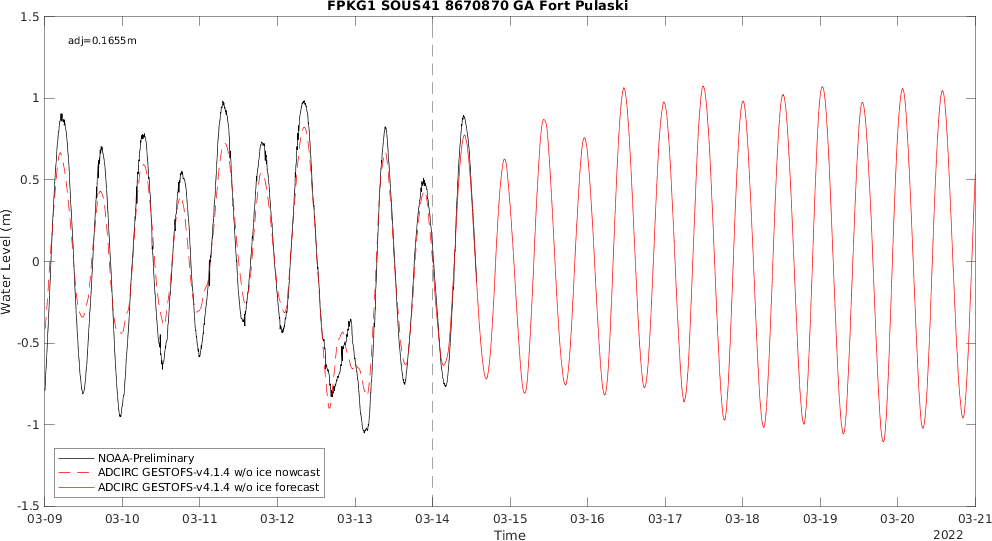 FPKG1 SOUS41 8670870 GA Fort Pulaski
adj=0.1655m
1.5
1
0.5
0
-0.5
-1
-1.5
Water Level (m)
NOAA-Preliminary
ADCIRC GESTOFS-v4.1.4 w/o ice nowcast
ADCIRC GESTOFS-v4.1.4 w/o ice forecast
03-09 03-10 03-11 03-12 03-13 03-14 03-15 03-16 03-17 03-18 03-19 03-20 03-21
Time
2022